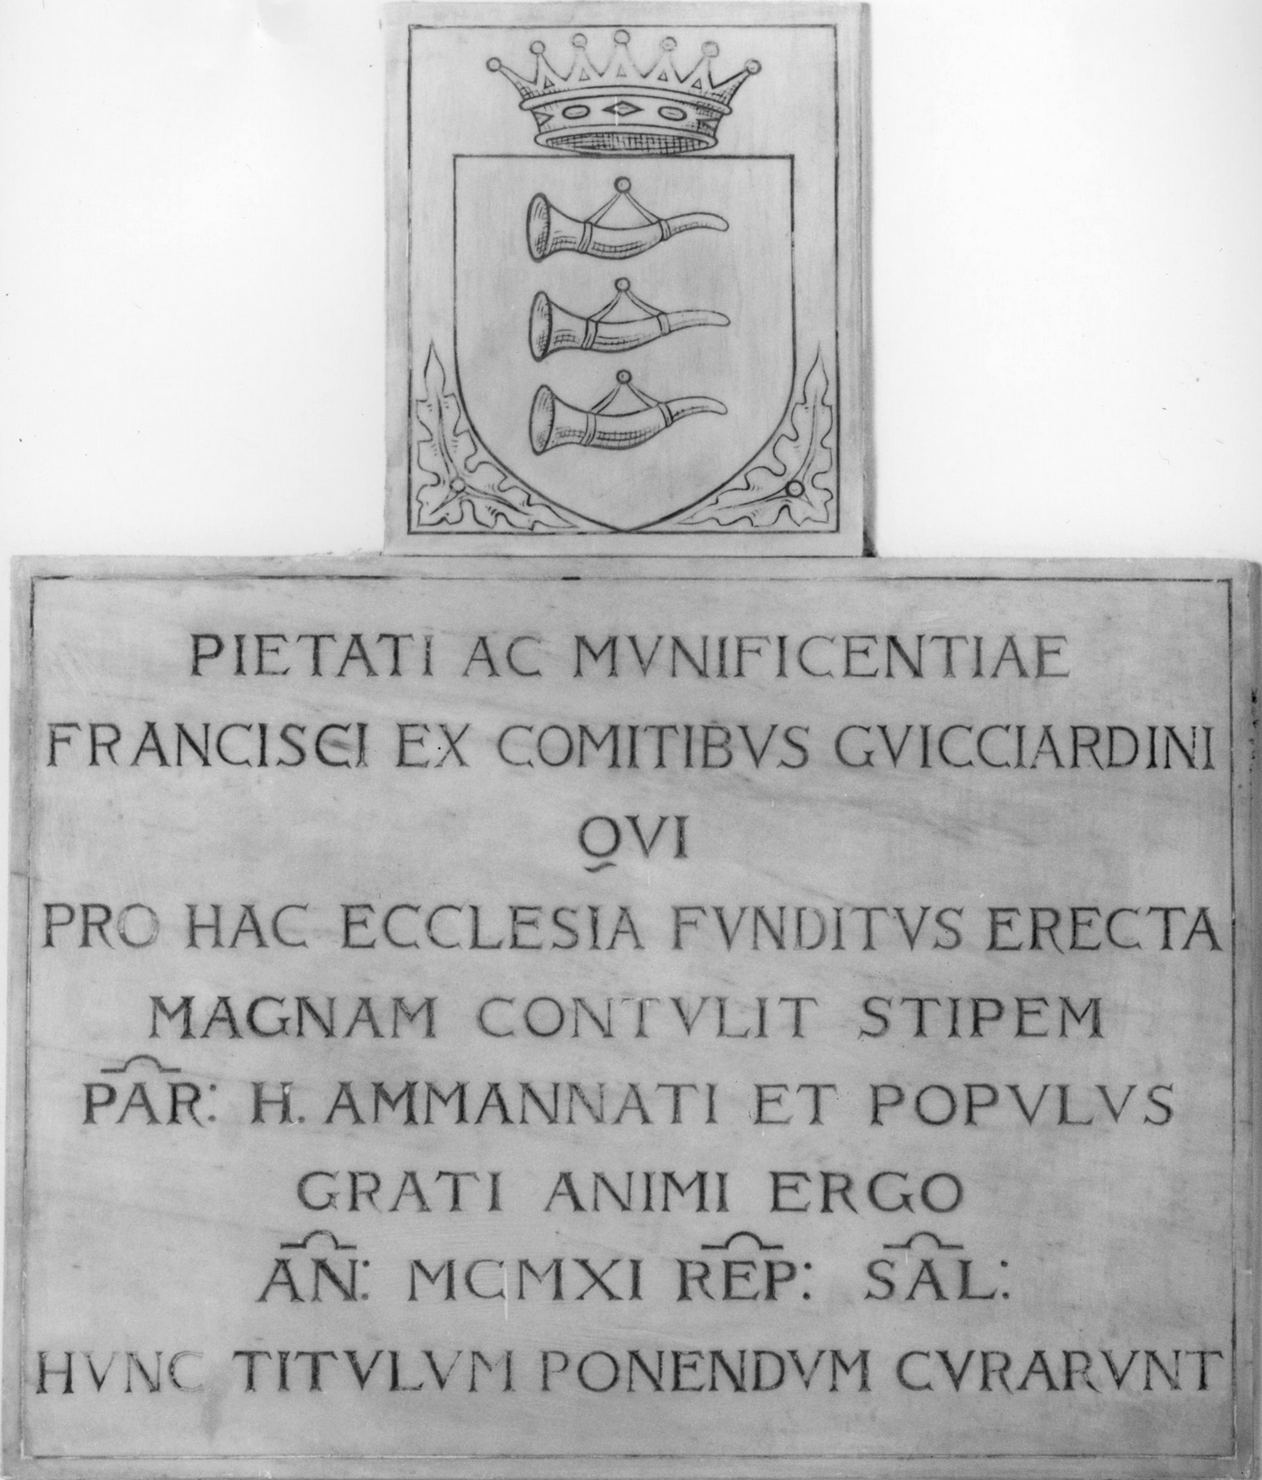 PIETATI AC MVNIFICENTIAE
FRANCISCI EX COMITIBVS GVICCIARDINI
QVI
PRO HAC ECCLESIA FVNDITVS ERECTA
MAGNAM CONTVLIT STIPEM
PAR: H. AMMANNATI ET POPVLVS
GRATI ANIMI ERGO
AN: MCMXI REP: SAL:
HVNC TITVLVM PONENDVM CVRARVNT